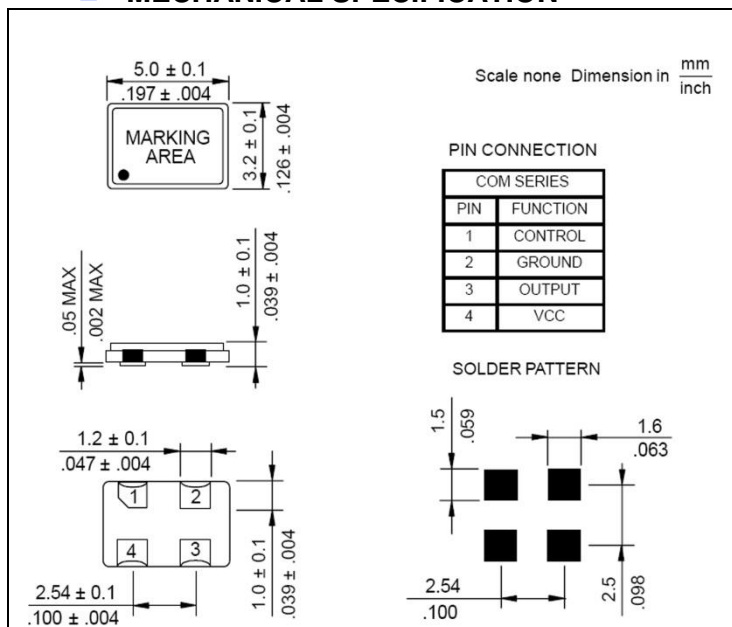 MECHANICAL SPECIFICATION
5.0 ± 0.1
.197 ± .004
Scale none Dimension in mm
inch
MARKING
AREA
3.2 ± 0.1
.126 ± .004
PIN CONNECTION
COM SERIES
PIN FUNCTION
1 CONTROL
2 GROUND
3 OUTPUT
4 VCC
.05 MAX
.002 MAX
1.0 ± 0.1
.039 ± .004
SOLDER PATTERN
1.2 ± 0.1
.047 ± .004
1 2
4 3
1.0 ± 0.1
.039 ± .004
2.54 ± 0.1
.100 ± .004
1.5
.059
1.6
.063
2.54
.100
2.5
.098